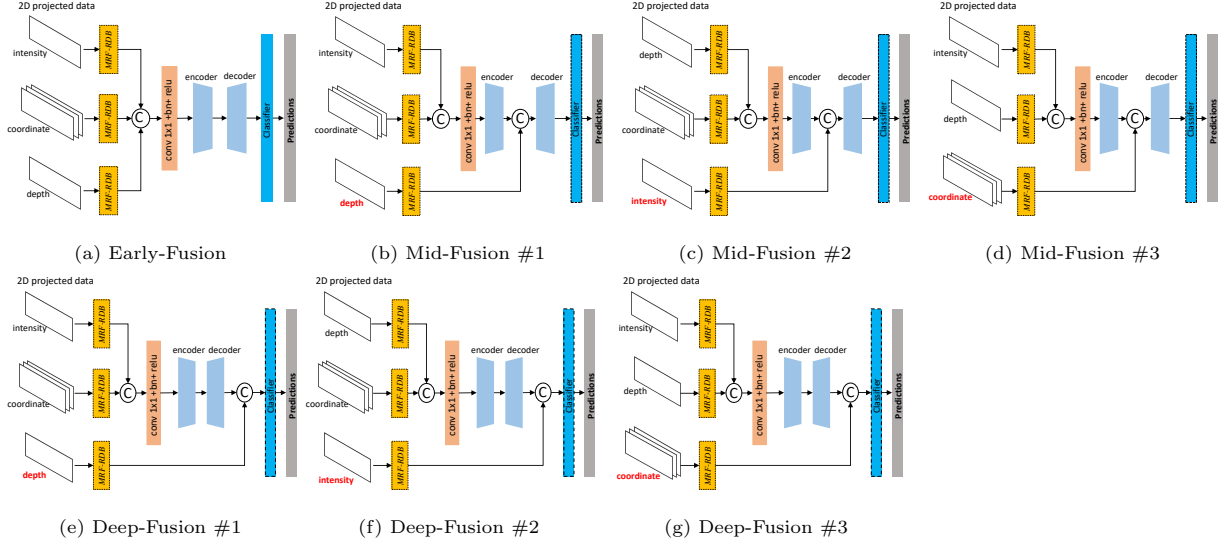 2D projected data
intensity
coordinate
depth
MRF-RDB
MRF-RDB
MRF-RDB
C
conv 1x1 +bn+ relu
encoder
decoder
Classifier
Predictions
(a) Early-Fusion
2D projected data
intensity
coordinate
depth
MRF-RDB
MRF-RDB
MRF-RDB
C
conv 1x1 +bn+ relu
encoder
C
decoder
Classifier
Predictions
(b) Mid-Fusion #1
2D projected data
depth
coordinate
intensity
MRF-RDB
MRF-RDB
MRF-RDB
C
conv 1x1 +bn+ relu
encoder
C
decoder
Classifier
Predictions
(c) Mid-Fusion #2
2D projected data
intensity
depth
coordinate
MRF-RDB
MRF-RDB
MRF-RDB
C
conv 1x1 +bn+ relu
encoder
C
decoder
Classifier
Predictions
(d) Mid-Fusion #3
2D projected data
intensity
coordinate
depth
MRF-RDB
MRF-RDB
MRF-RDB
C
conv 1x1 +bn+ relu
encoder
decoder
C
Classifier
Predictions
(e) Deep-Fusion #1
2D projected data
depth
coordinate
intensity
MRF-RDB
MRF-RDB
MRF-RDB
C
conv 1x1 +bn+ relu
encoder
decoder
C
Classifier
Predictions
(f) Deep-Fusion #2
2D projected data
intensity
depth
coordinate
MRF-RDB
MRF-RDB
MRF-RDB
C
conv 1x1 +bn+ relu
encoder
decoder
C
Classifier
Predictions
(g) Deep-Fusion #3